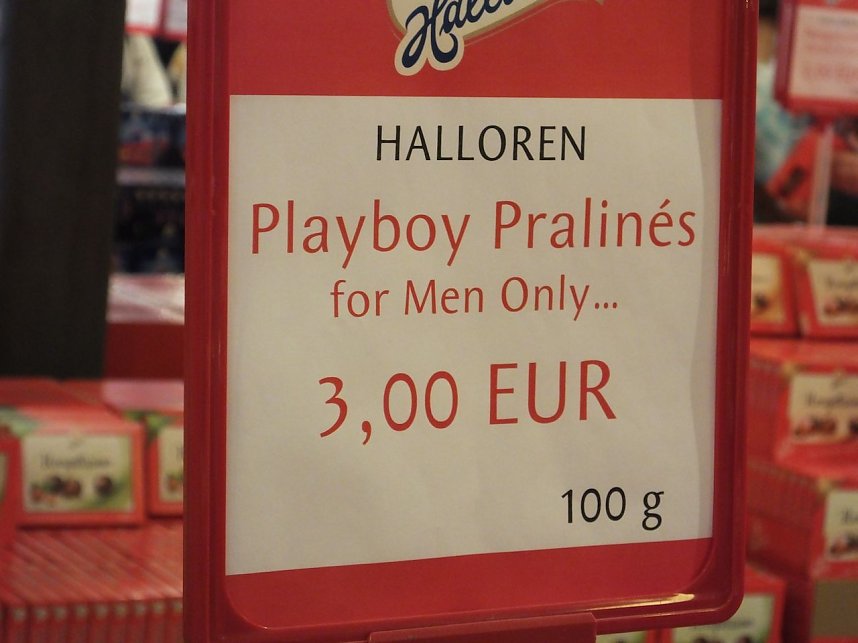 HALLOREN
Playboy Pralinés
for Men Only...
3,00 EUR
100 g